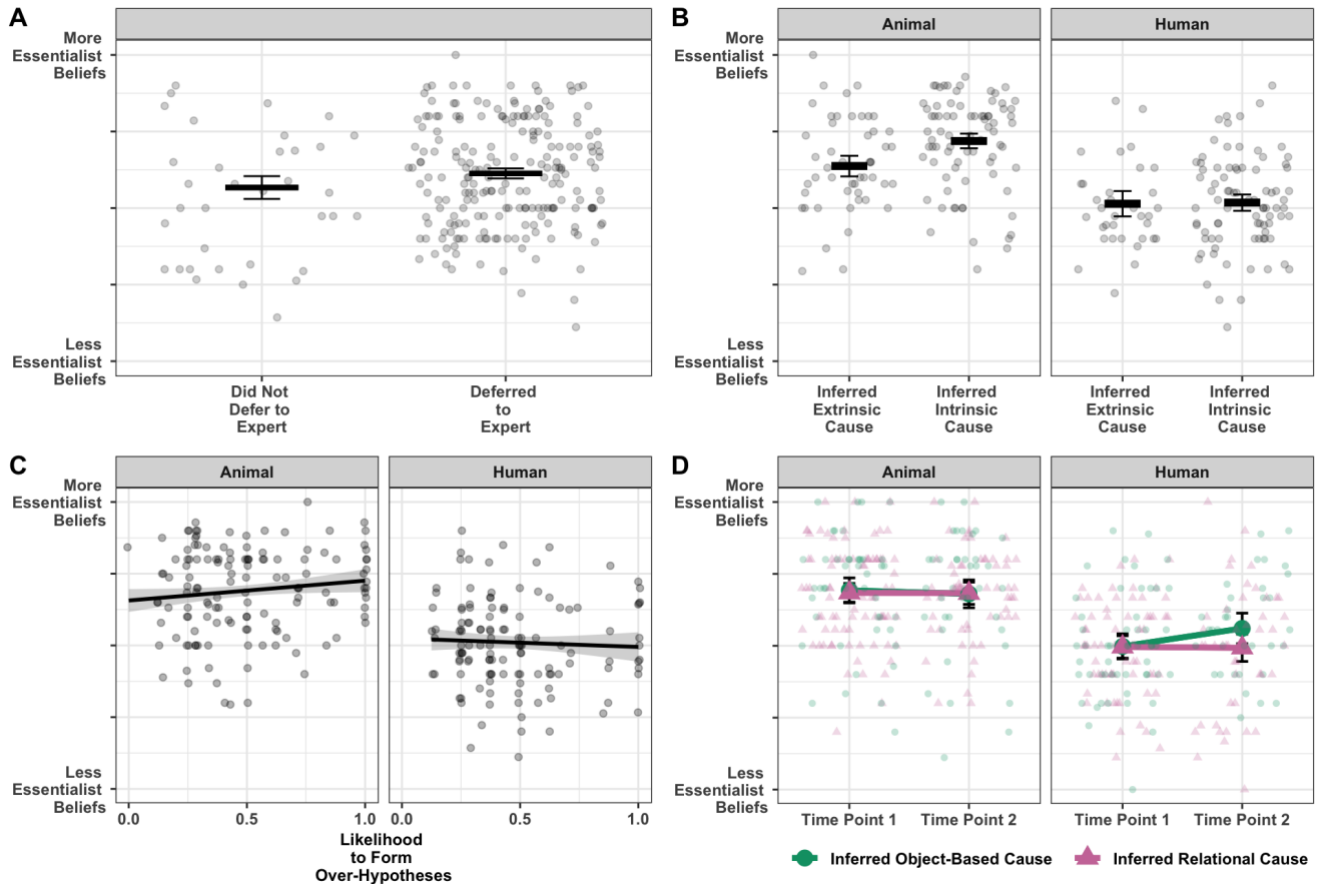 A
More
Essentialist
Beliefs
Less
Essentialist
Beliefs
Did Not
Defer to
Expert
Deferred
to
Expert
B
Animal
Human
More
Essentialist
Beliefs
Less
Essentialist
Beliefs
Inferred
Extrinsic
Cause
Inferred
Intrinsic
Cause
Inferred
Extrinsic
Cause
Inferred
Intrinsic
Cause
C
Animal
Human
More
Essentialist
Beliefs
Less
Essentialist
Beliefs
0.0
0.5
1.0
0.0
0.5
1.0
Likelihood
to Form
Over-Hypotheses
D
Animal
Human
More
Essentialist
Beliefs
Less
Essentialist
Beliefs
Time Point 1
Time Point 2
Time Point 1
Time Point 2
Inferred Object-Based Cause
Inferred Relational Cause